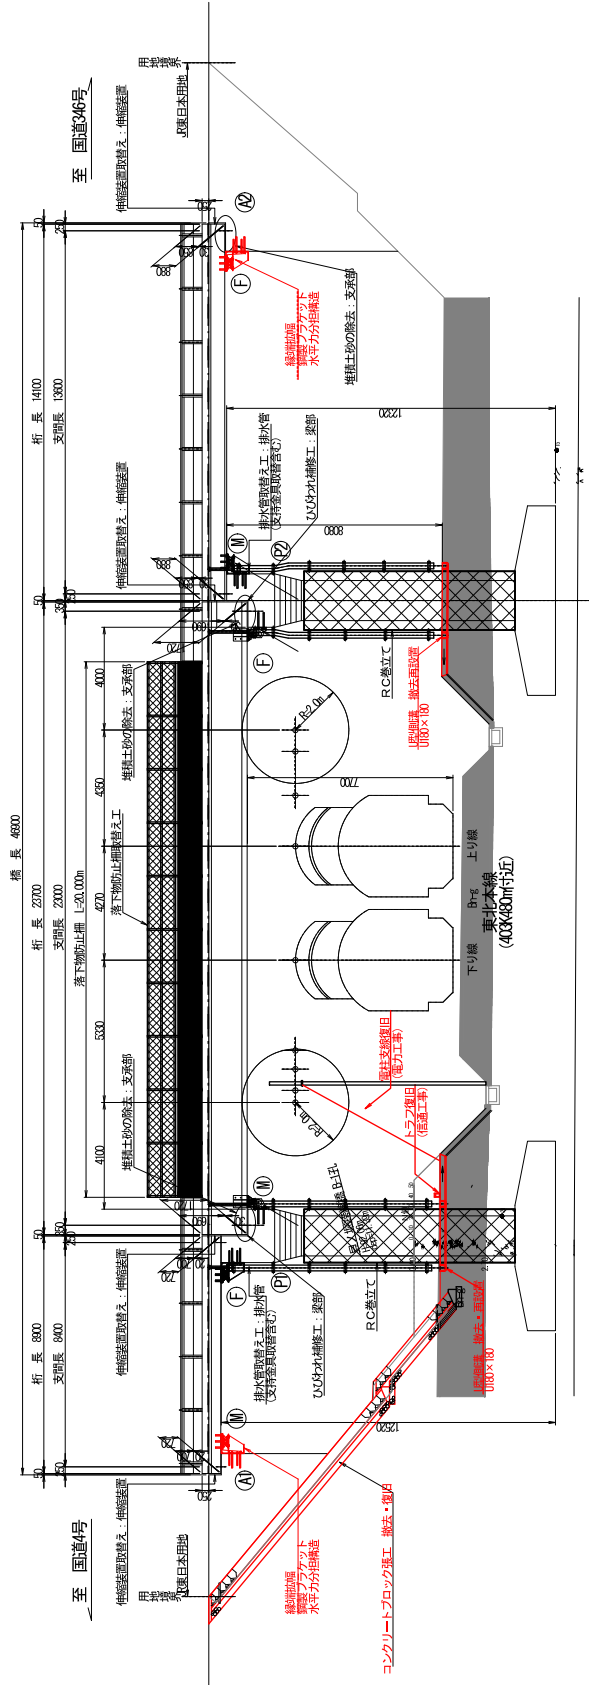 至　国道4号
至　国道346号
橋　長　46900
桁　長　8900
支間長　8400
桁　長　23700
支間長　23000
桁　長　14100
支間長　13600
落下物防止柵　L=20.000m
4100
5330
4270
4350
4000
伸縮装置取替え：伸縮装置
伸縮装置取替え：伸縮装置
伸縮装置取替え：伸縮装置
伸縮装置取替え：伸縮装置
堆積土砂の除去：支承部
落下物防止柵取替え工
堆積土砂の除去：支承部
用地境界
JR東日本用地
用地境界
JR東日本用地
A1
M
F
P1
M
F
M
P2
F
A2
縁端拡幅
鋼製ブラケット
水平力分担構造
排水管取替え工：排水管
(支持金具取替含む)
ひびわれ補修工：梁部
RC巻立て
R=2.0m
R=2.0m
電柱支線復旧
(電力工事)
トラフ復旧
(信通工事)
7700
下り線
上り線
東北本線
(403K480m付近)
RC巻立て
U型側溝　撤去再設置
U180×180
排水管取替え工：排水管
(支持金具取替含む)
ひびわれ補修工：梁部
8080
12320
縁端拡幅
鋼製ブラケット
水平力分担構造
堆積土砂の除去：支承部
12520
U型側溝　撤去・再設置
U180×180
コンクリートブロック張工　撤去・復旧